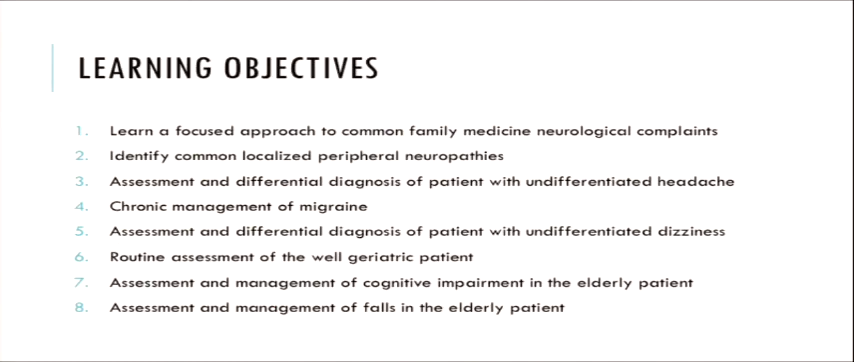 LEARNING OBJECTIVES
1. Learn a focused approach to common family medicine neurological complaints
2. Identify common localized peripheral neuropathies
3. Assessment and differential diagnosis of patient with undifferentiated headache
4. Chronic management of migraine
5. Assessment and differential diagnosis of patient with undifferentiated dizziness
6. Routine assessment of the well geriatric patient
7. Assessment and management of cognitive impairment in the elderly patient
8. Assessment and management of falls in the elderly patient